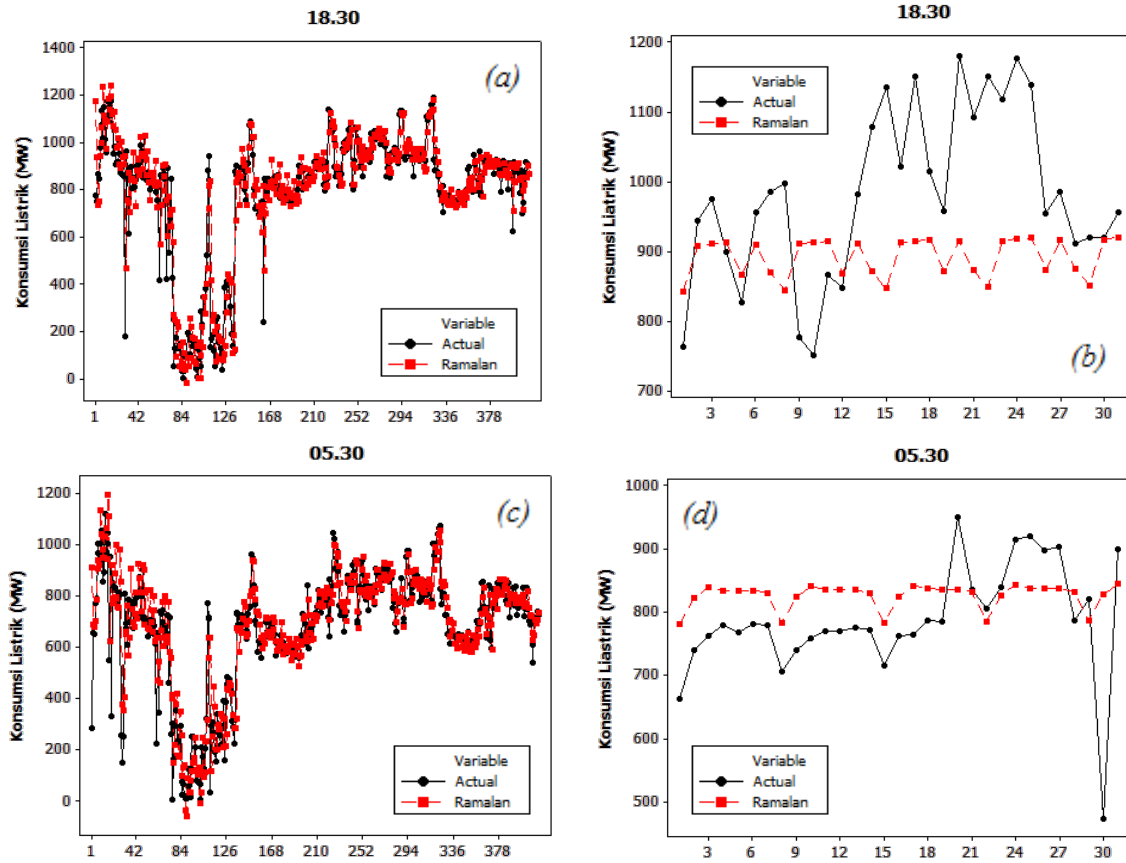 18.30
Konsumsi Listrik (MW)
1400
1200
1000
800
600
400
200
0
(a)
Variable
Actual
Ramalan
1 42 84 126 168 210 252 294 336 378
18.30
Konsumsi Liatrik (MW)
1200
1100
1000
900
800
700
Variable
Actual
Ramalan
(b)
3 6 9 12 15 18 21 24 27 30
05.30
Konsumsi Listrik (MW)
1200
1000
800
600
400
200
0
(c)
Variable
Actual
Ramalan
1 42 84 126 168 210 252 294 336 378
05.30
Konsumsi Liastrik (MW)
1000
900
800
700
600
500
(d)
Variable
Actual
Ramalan
3 6 9 12 15 18 21 24 27 30